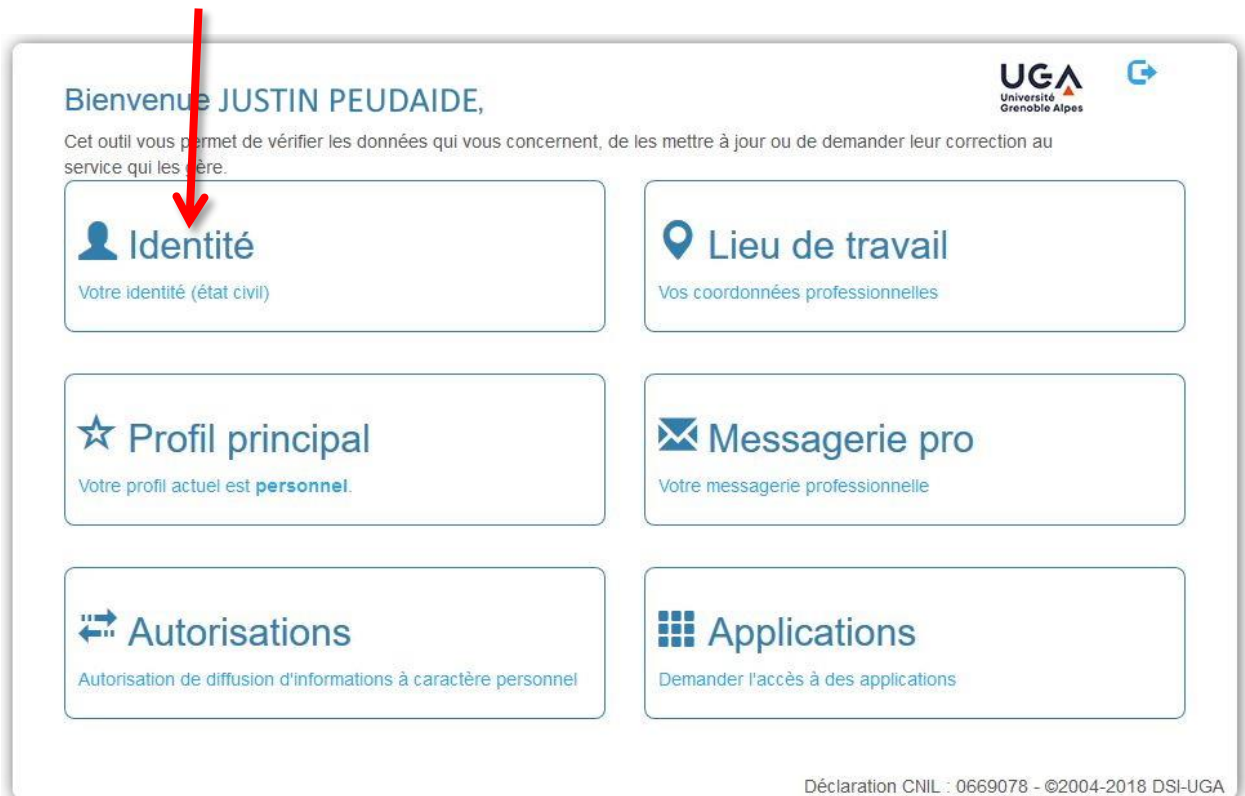 UGA
Université
Grenoble Alpes
Bienvenue JUSTIN PEUDAIDE,
Cet outil vous permet de vérifier les données qui vous concernent, de les mettre à jour ou de demander leur correction au
service qui les gère.
Identité
Votre identité (état civil)
Lieu de travail
Vos coordonnées professionnelles
Profil principal
Votre profil actuel est personnel.
Messagerie pro
Votre messagerie professionnelle
Autorisations
Autorisation de diffusion d'informations à caractère personnel
Applications
Demander l'accès à des applications
Déclaration CNIL : 0669078 - ©2004-2018 DSI-UGA